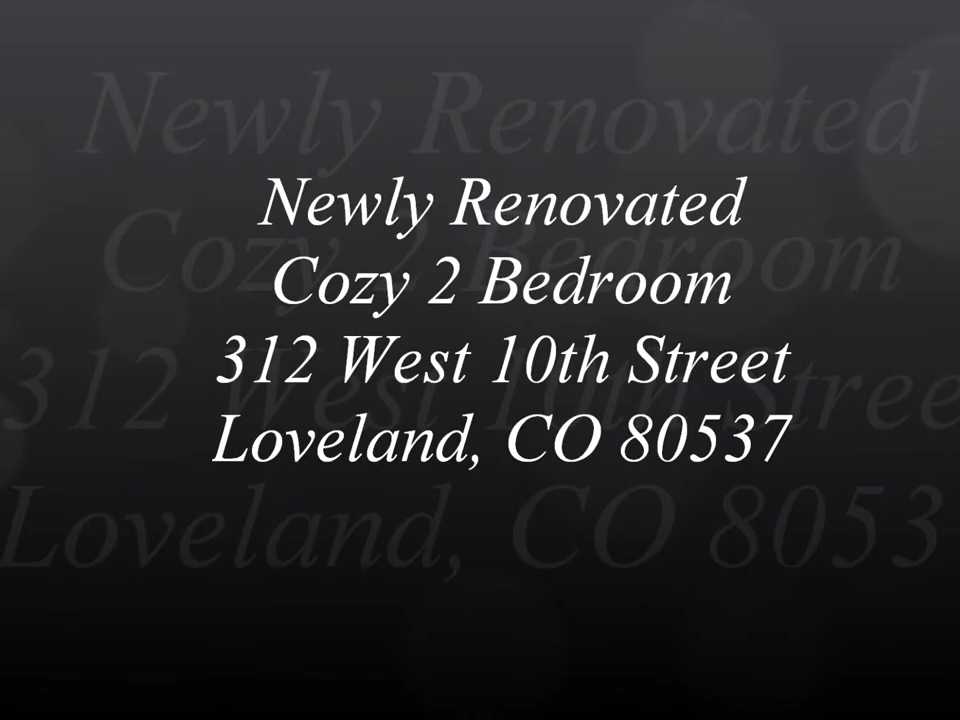 Newly Renovated
Cozy 2 Bedroom
312 West 10th Street
Loveland, CO 80537